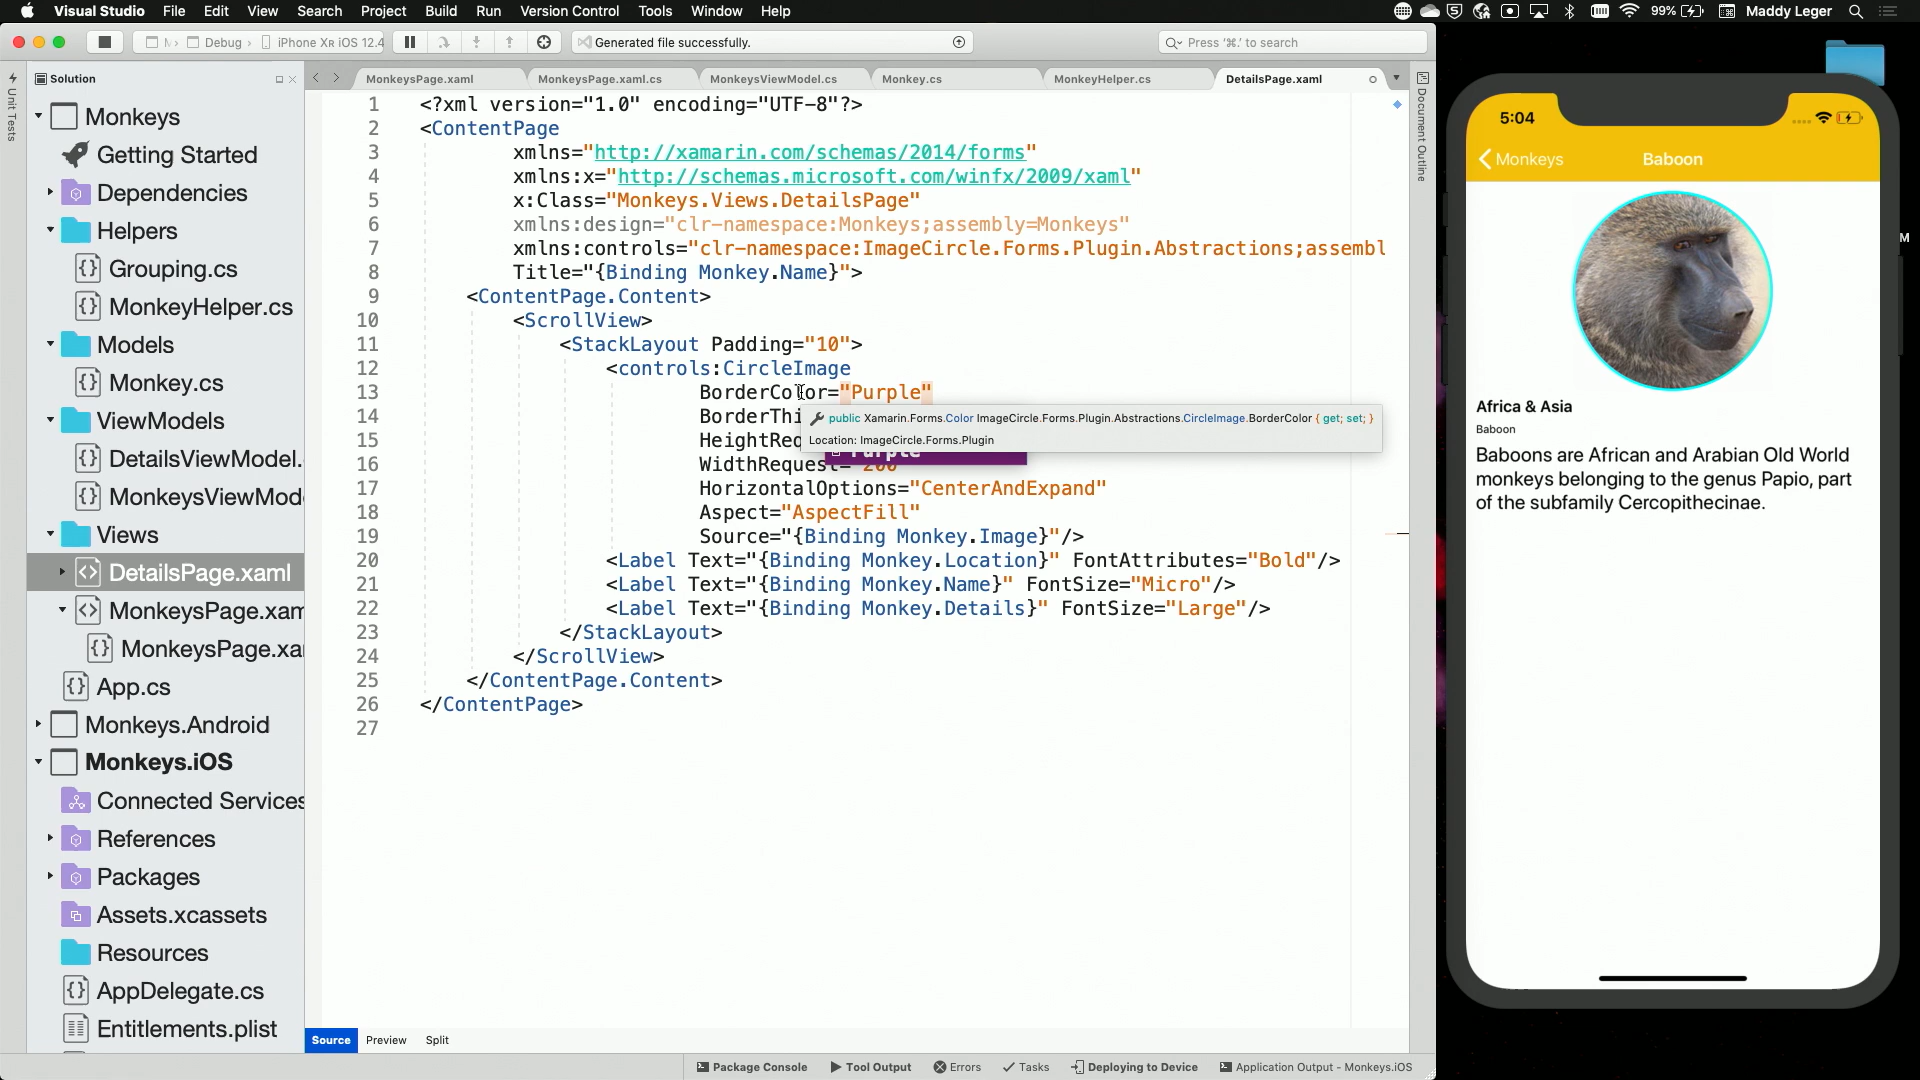 Visual Studio File Edit View Search Project Build Run Version Control Tools Window Help
99% Maddy Leger
Debug iPhone XR iOS 12.4
Generated file successfully.
Press '⌘.' to search
Solution
MonkeysPage.xaml MonkeysPage.xaml.cs MonkeysViewModel.cs Monkey.cs MonkeyHelper.cs DetailsPage.xaml
Unit Tests
Document Outline
Monkeys
Getting Started
Dependencies
Helpers
Grouping.cs
MonkeyHelper.cs
Models
Monkey.cs
ViewModels
DetailsViewModel.
MonkeysViewMod
Views
DetailsPage.xaml
MonkeysPage.xam
MonkeysPage.xa
App.cs
Monkeys.Android
Monkeys.iOS
Connected Services
References
Packages
Assets.xcassets
Resources
AppDelegate.cs
Entitlements.plist
1 <?xml version="1.0" encoding="UTF-8"?>
2 <ContentPage
3 xmlns="http://xamarin.com/schemas/2014/forms"
4 xmlns:x="http://schemas.microsoft.com/winfx/2009/xaml"
5 x:Class="Monkeys.Views.DetailsPage"
6 xmlns:design="clr-namespace:Monkeys;assembly=Monkeys"
7 xmlns:controls="clr-namespace:ImageCircle.Forms.Plugin.Abstractions;assembl
8 Title="{Binding Monkey.Name}">
9 <ContentPage.Content>
10 <ScrollView>
11 <StackLayout Padding="10">
12 <controls:CircleImage
13 BorderColor="Purple"
14 BorderThi
public Xamarin.Forms.Color ImageCircle.Forms.Plugin.Abstractions.CircleImage.BorderColor { get; set; }
15 HeightReq
Location: ImageCircle.Forms.Plugin
Purple
16 WidthRequest="200"
17 HorizontalOptions="CenterAndExpand"
18 Aspect="AspectFill"
19 Source="{Binding Monkey.Image}"/>
20 <Label Text="{Binding Monkey.Location}" FontAttributes="Bold"/>
21 <Label Text="{Binding Monkey.Name}" FontSize="Micro"/>
22 <Label Text="{Binding Monkey.Details}" FontSize="Large"/>
23 </StackLayout>
24 </ScrollView>
25 </ContentPage.Content>
26 </ContentPage>
27
Source Preview Split
Package Console Tool Output Errors Tasks Deploying to Device Application Output - Monkeys.iOS
5:04
Monkeys Baboon
Africa & Asia
Baboon
Baboons are African and Arabian Old World
monkeys belonging to the genus Papio, part
of the subfamily Cercopithecinae.
M